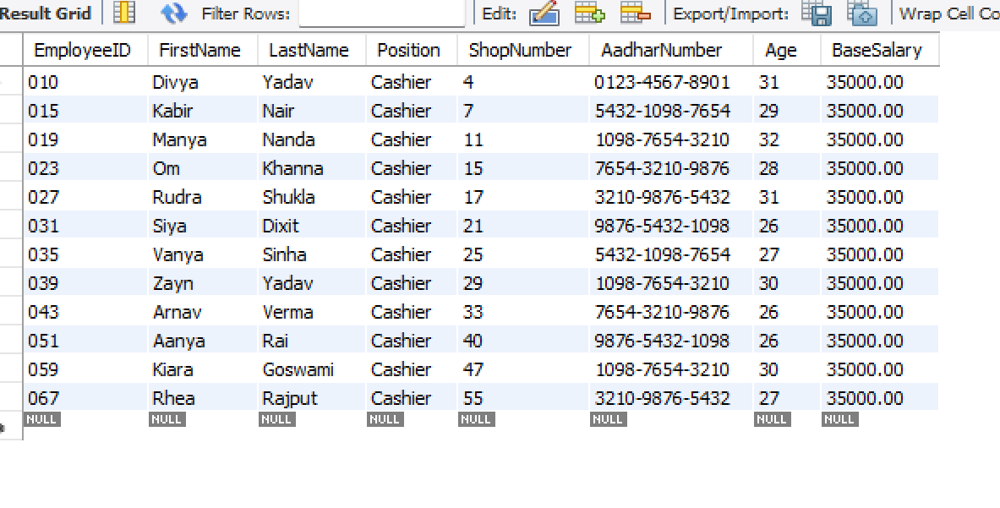 Result Grid Filter Rows: Edit: Export/Import: Wrap Cell Co
EmployeeID FirstName LastName Position ShopNumber AadharNumber Age BaseSalary
010 Divya Yadav Cashier 4 0123-4567-8901 31 35000.00
015 Kabir Nair Cashier 7 5432-1098-7654 29 35000.00
019 Manya Nanda Cashier 11 1098-7654-3210 32 35000.00
023 Om Khanna Cashier 15 7654-3210-9876 28 35000.00
027 Rudra Shukla Cashier 17 3210-9876-5432 31 35000.00
031 Siya Dixit Cashier 21 9876-5432-1098 26 35000.00
035 Vanya Sinha Cashier 25 5432-1098-7654 27 35000.00
039 Zayn Yadav Cashier 29 1098-7654-3210 30 35000.00
043 Arnav Verma Cashier 33 7654-3210-9876 26 35000.00
051 Aanya Rai Cashier 40 9876-5432-1098 26 35000.00
059 Kiara Goswami Cashier 47 1098-7654-3210 30 35000.00
067 Rhea Rajput Cashier 55 3210-9876-5432 27 35000.00
NULL NULL NULL NULL NULL NULL NULL NULL